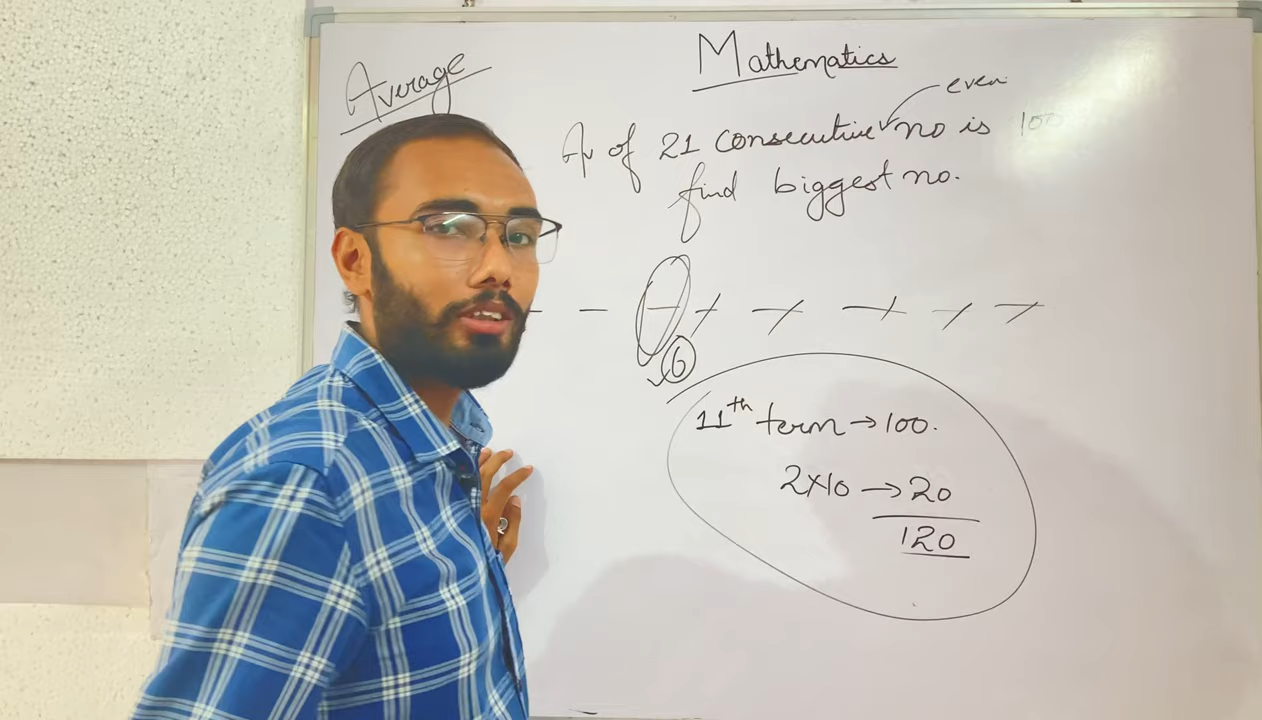 Average
Mathematics
even
Av of 21 consecutive no is 100
find biggest no.
6
11th term → 100.
2×10 → 20
120